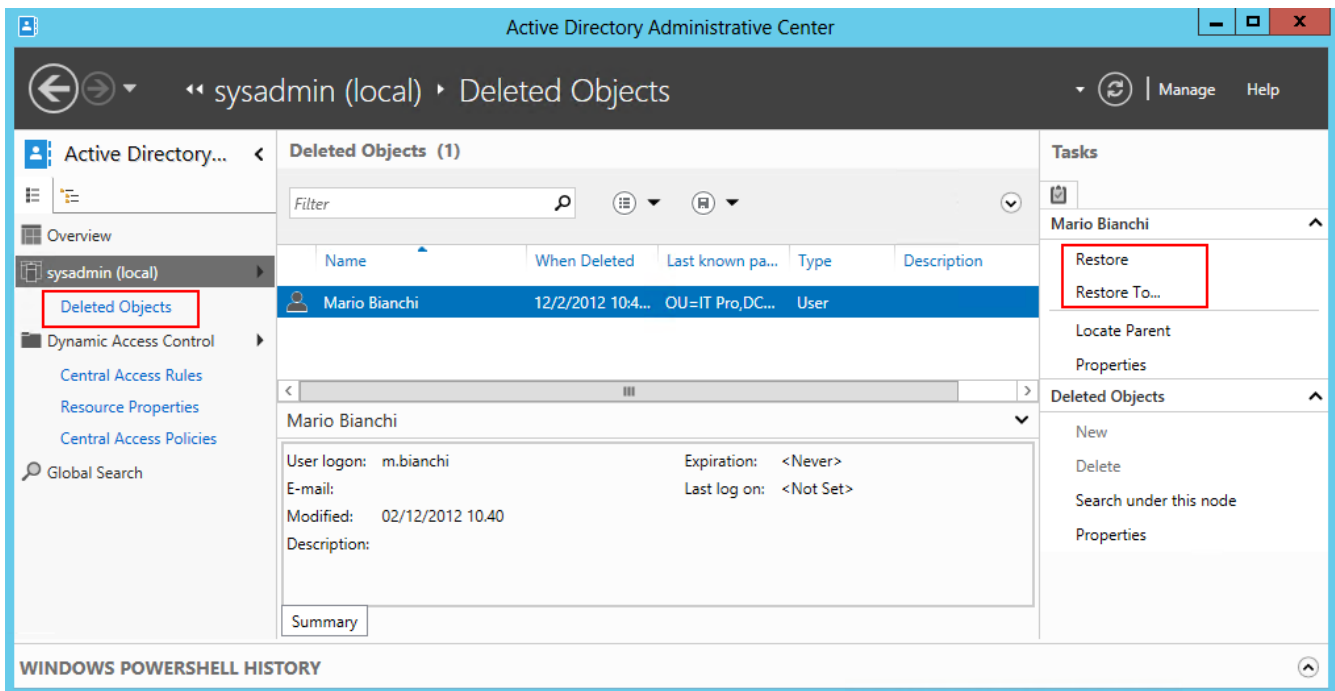 Active Directory Administrative Center
sysadmin (local) Deleted Objects
Manage Help
Active Directory...
Overview
sysadmin (local)
Deleted Objects
Dynamic Access Control
Central Access Rules
Resource Properties
Central Access Policies
Global Search
Deleted Objects (1)
Filter
Name When Deleted Last known pa... Type Description
Mario Bianchi 12/2/2012 10:4... OU=IT Pro,DC... User
Mario Bianchi
User logon: m.bianchi Expiration: <Never>
E-mail: Last log on: <Not Set>
Modified: 02/12/2012 10.40
Description:
Summary
Tasks
Mario Bianchi
Restore
Restore To...
Locate Parent
Properties
Deleted Objects
New
Delete
Search under this node
Properties
WINDOWS POWERSHELL HISTORY